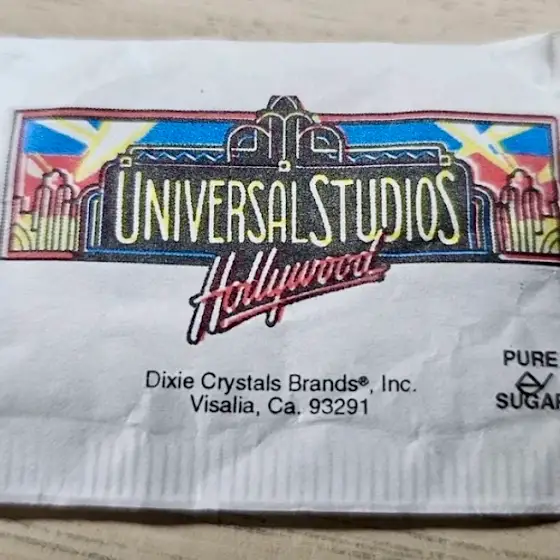 UNIVERSAL STUDIOS
Hollywood
Dixie Crystals Brands®, Inc.
Visalia, Ca. 93291
PURE
SUGAR